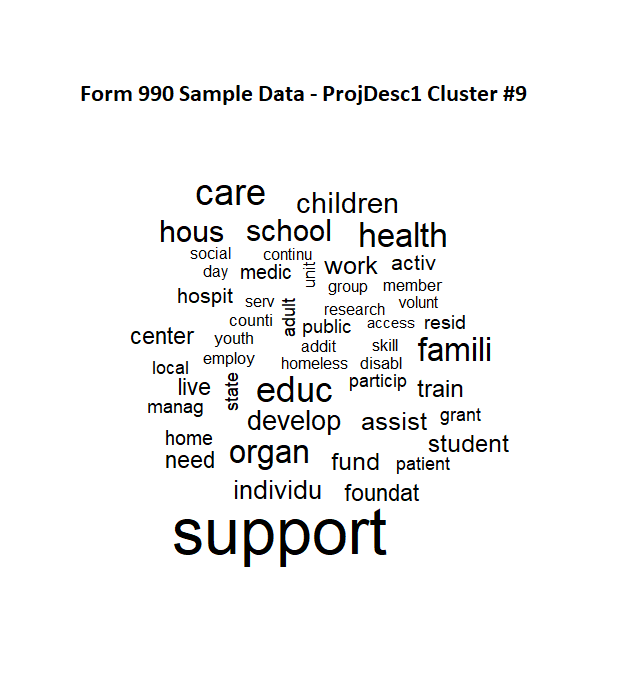 Form 990 Sample Data - ProjDesc1 Cluster #9
care
children
hous school health
social continu
day medic unit work activ
group member
hospit serv adult research volunt
counti public access resid
center youth addit skill famili
employ homeless disabl
local
live state educ particip train
manag
develop assist grant
home student
need organ fund patient
individu foundat
support